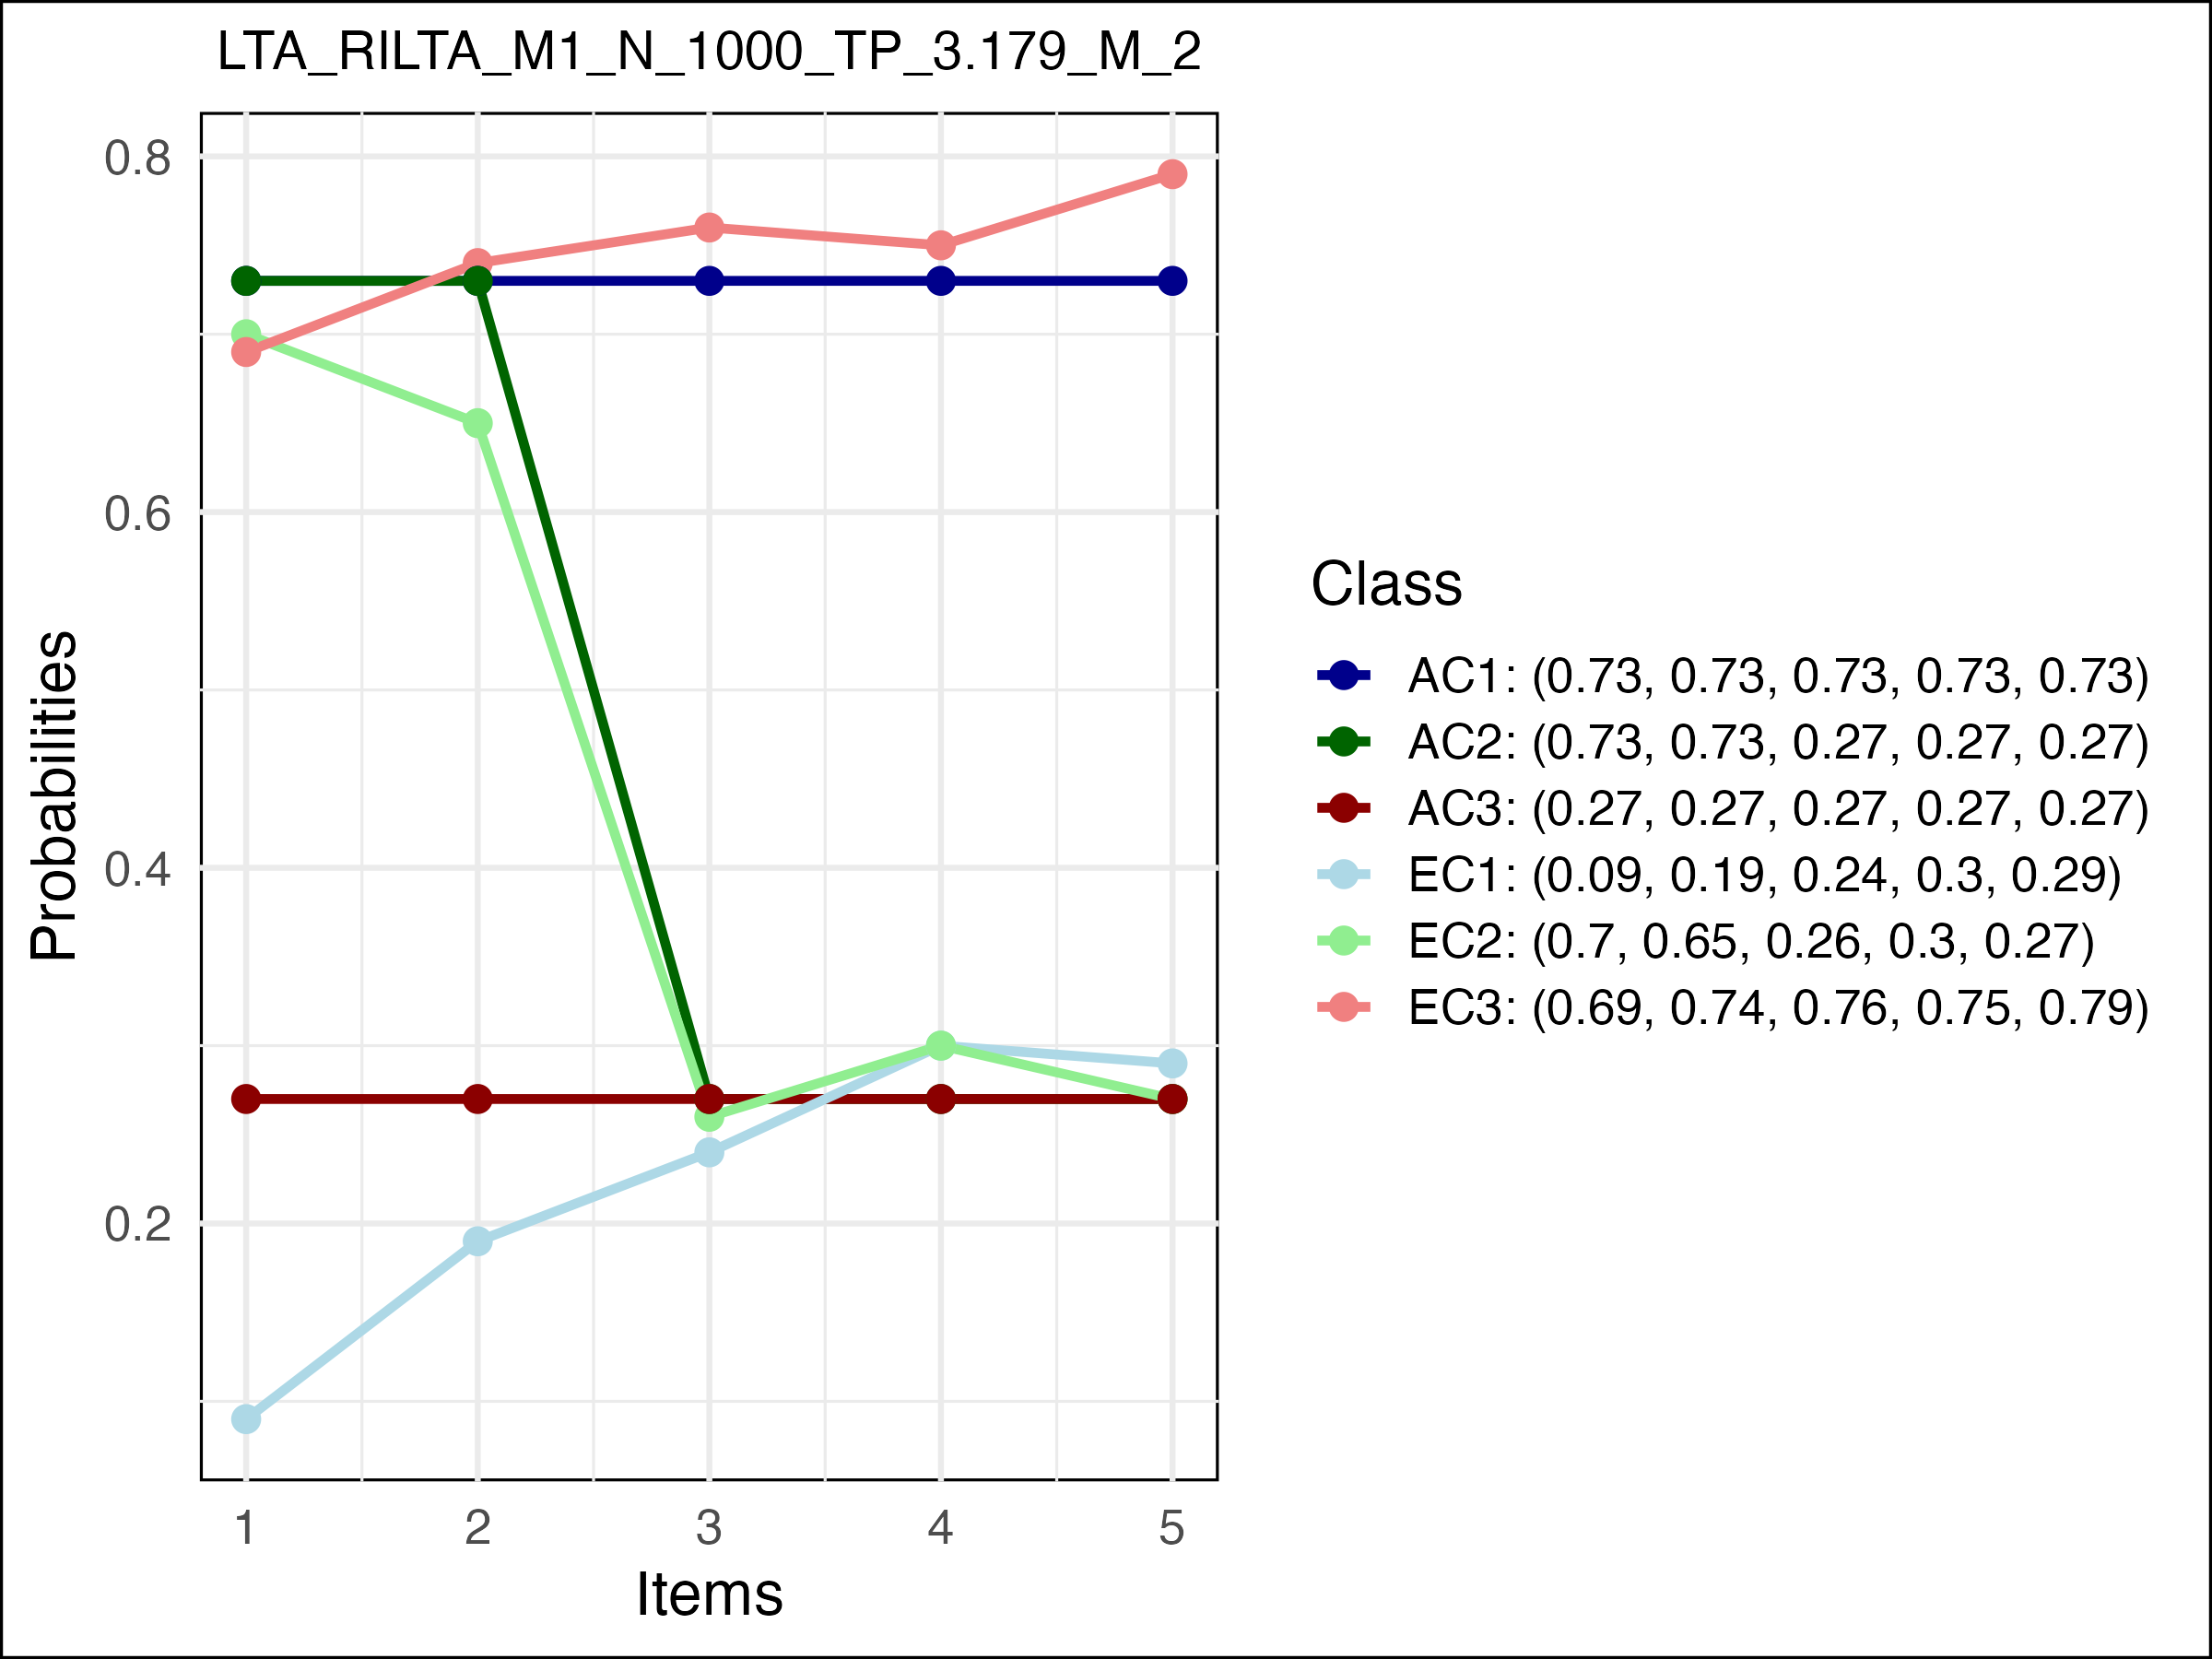 LTA_RILTA_M1_N_1000_TP_3.179_M_2
0.8
0.6
0.4
0.2
Probabilities
1 2 3 4 5
Items
Class
AC1: (0.73, 0.73, 0.73, 0.73, 0.73)
AC2: (0.73, 0.73, 0.27, 0.27, 0.27)
AC3: (0.27, 0.27, 0.27, 0.27, 0.27)
EC1: (0.09, 0.19, 0.24, 0.3, 0.29)
EC2: (0.7, 0.65, 0.26, 0.3, 0.27)
EC3: (0.69, 0.74, 0.76, 0.75, 0.79)